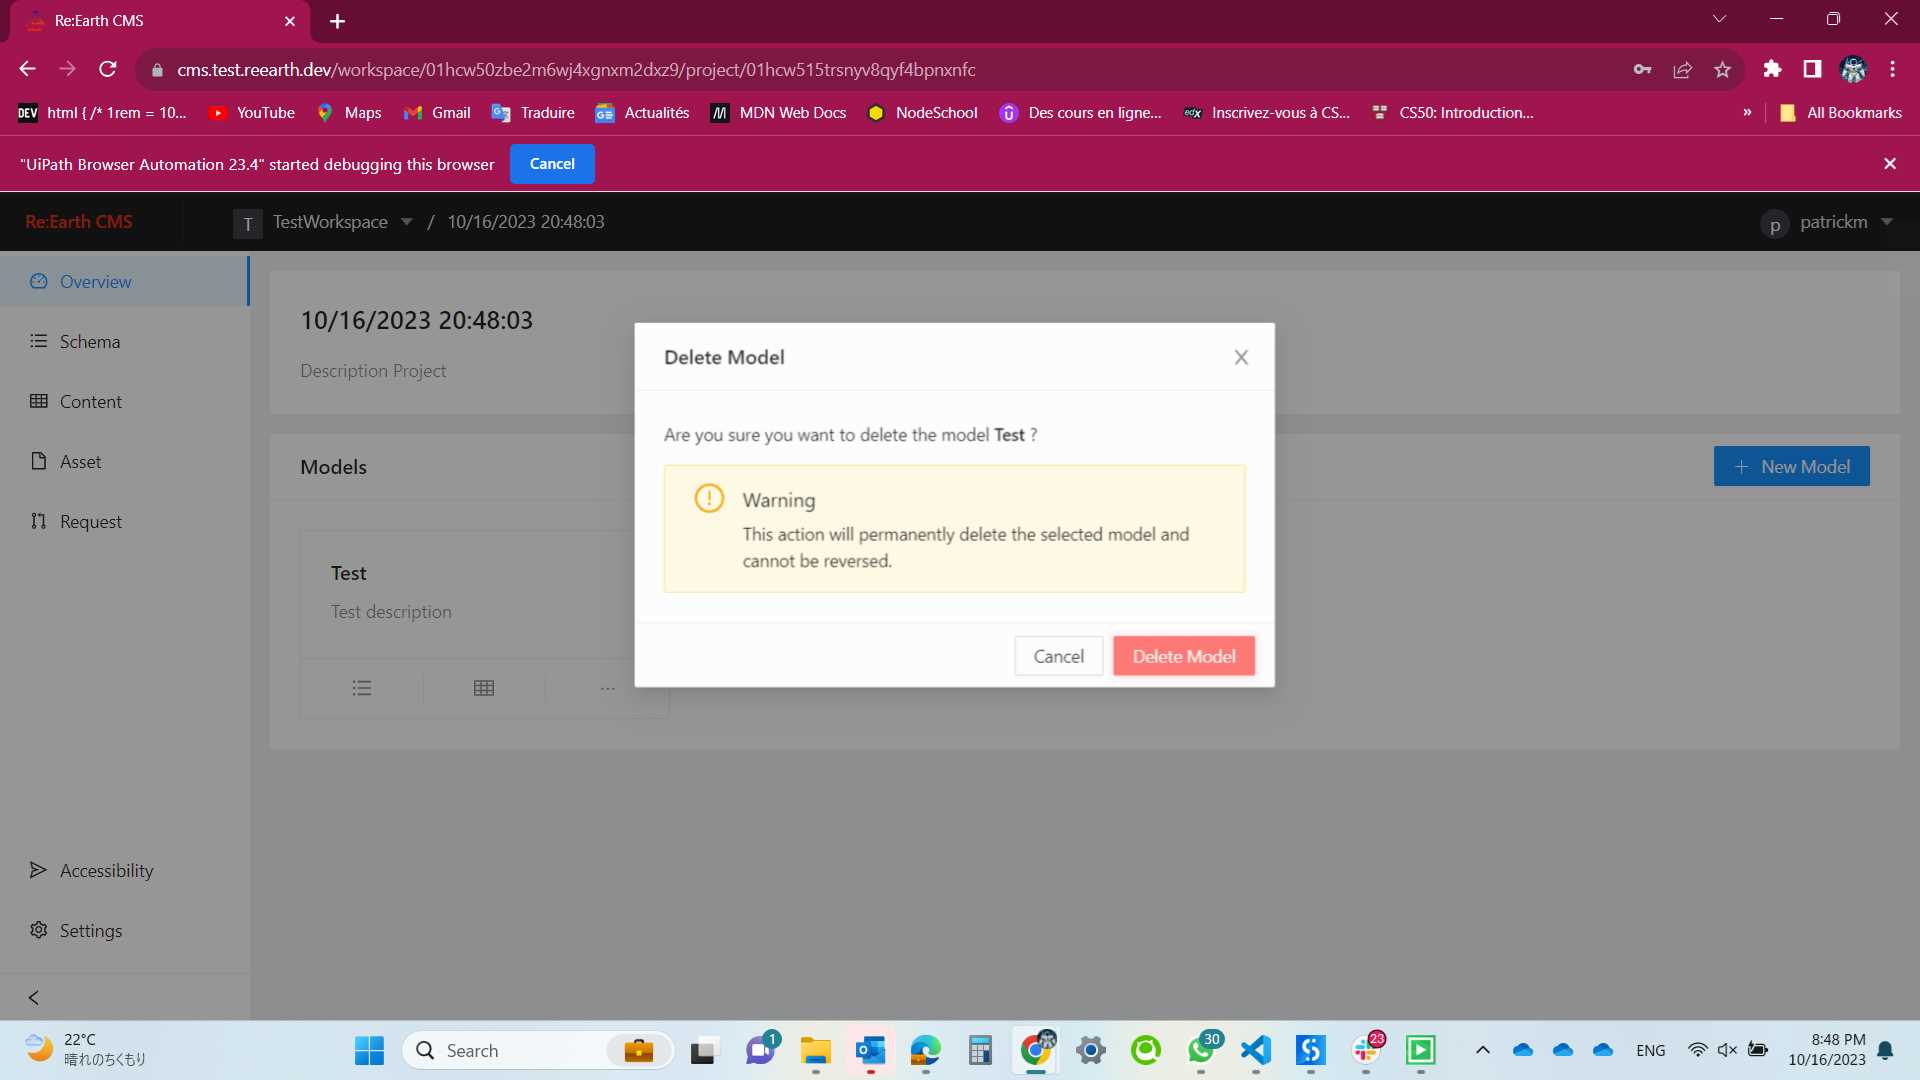 Re:Earth CMS
cms.test.reearth.dev/workspace/01hcw50zbe2m6wj4xgnxm2dxz9/project/01hcw515trsnyv8qyf4bpnxnfc
DEV html { /* 1rem = 10... YouTube Maps Gmail Traduire Actualités MDN Web Docs NodeSchool Des cours en ligne... edX Inscrivez-vous à CS... CS50: Introduction... » All Bookmarks
"UiPath Browser Automation 23.4" started debugging this browser Cancel
Re:Earth CMS T TestWorkspace / 10/16/2023 20:48:03 p patrickm
Overview
Schema
Content
Asset
Request
Accessibility
Settings
10/16/2023 20:48:03
Description Project
Models
New Model
Test
Test description
Delete Model
Are you sure you want to delete the model Test ?
Warning
This action will permanently delete the selected model and
cannot be reversed.
Cancel Delete Model
22°C
晴れのちくもり
Search
1
30
23
ENG
8:48 PM
10/16/2023